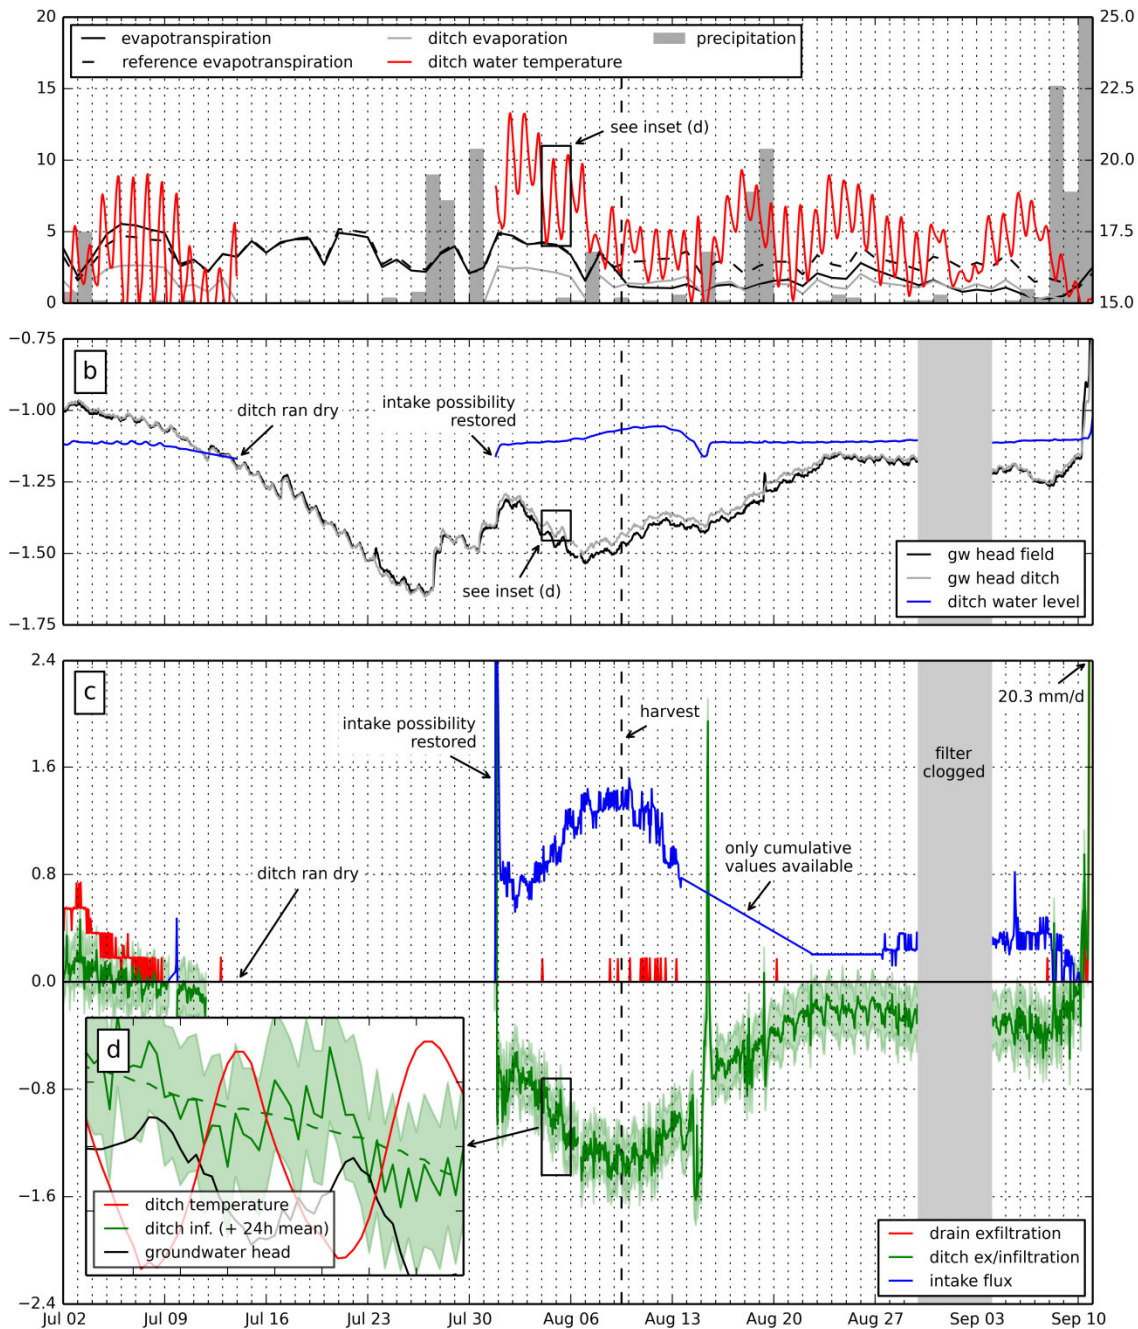 20
15
10
5
0
25.0
22.5
20.0
17.5
15.0
evapotranspiration
reference evapotranspiration
ditch evaporation
ditch water temperature
precipitation
see inset (d)
−0.75
−1.00
−1.25
−1.50
−1.75
b
ditch ran dry
intake possibility
restored
see inset (d)
gw head field
gw head ditch
ditch water level
2.4
1.6
0.8
0.0
−0.8
−1.6
−2.4
c
intake possibility
restored
harvest
20.3 mm/d
filter
clogged
only cumulative
values available
ditch ran dry
d
ditch temperature
ditch inf. (+ 24h mean)
groundwater head
drain exfiltration
ditch ex/infiltration
intake flux
Jul 02
Jul 09
Jul 16
Jul 23
Jul 30
Aug 06
Aug 13
Aug 20
Aug 27
Sep 03
Sep 10